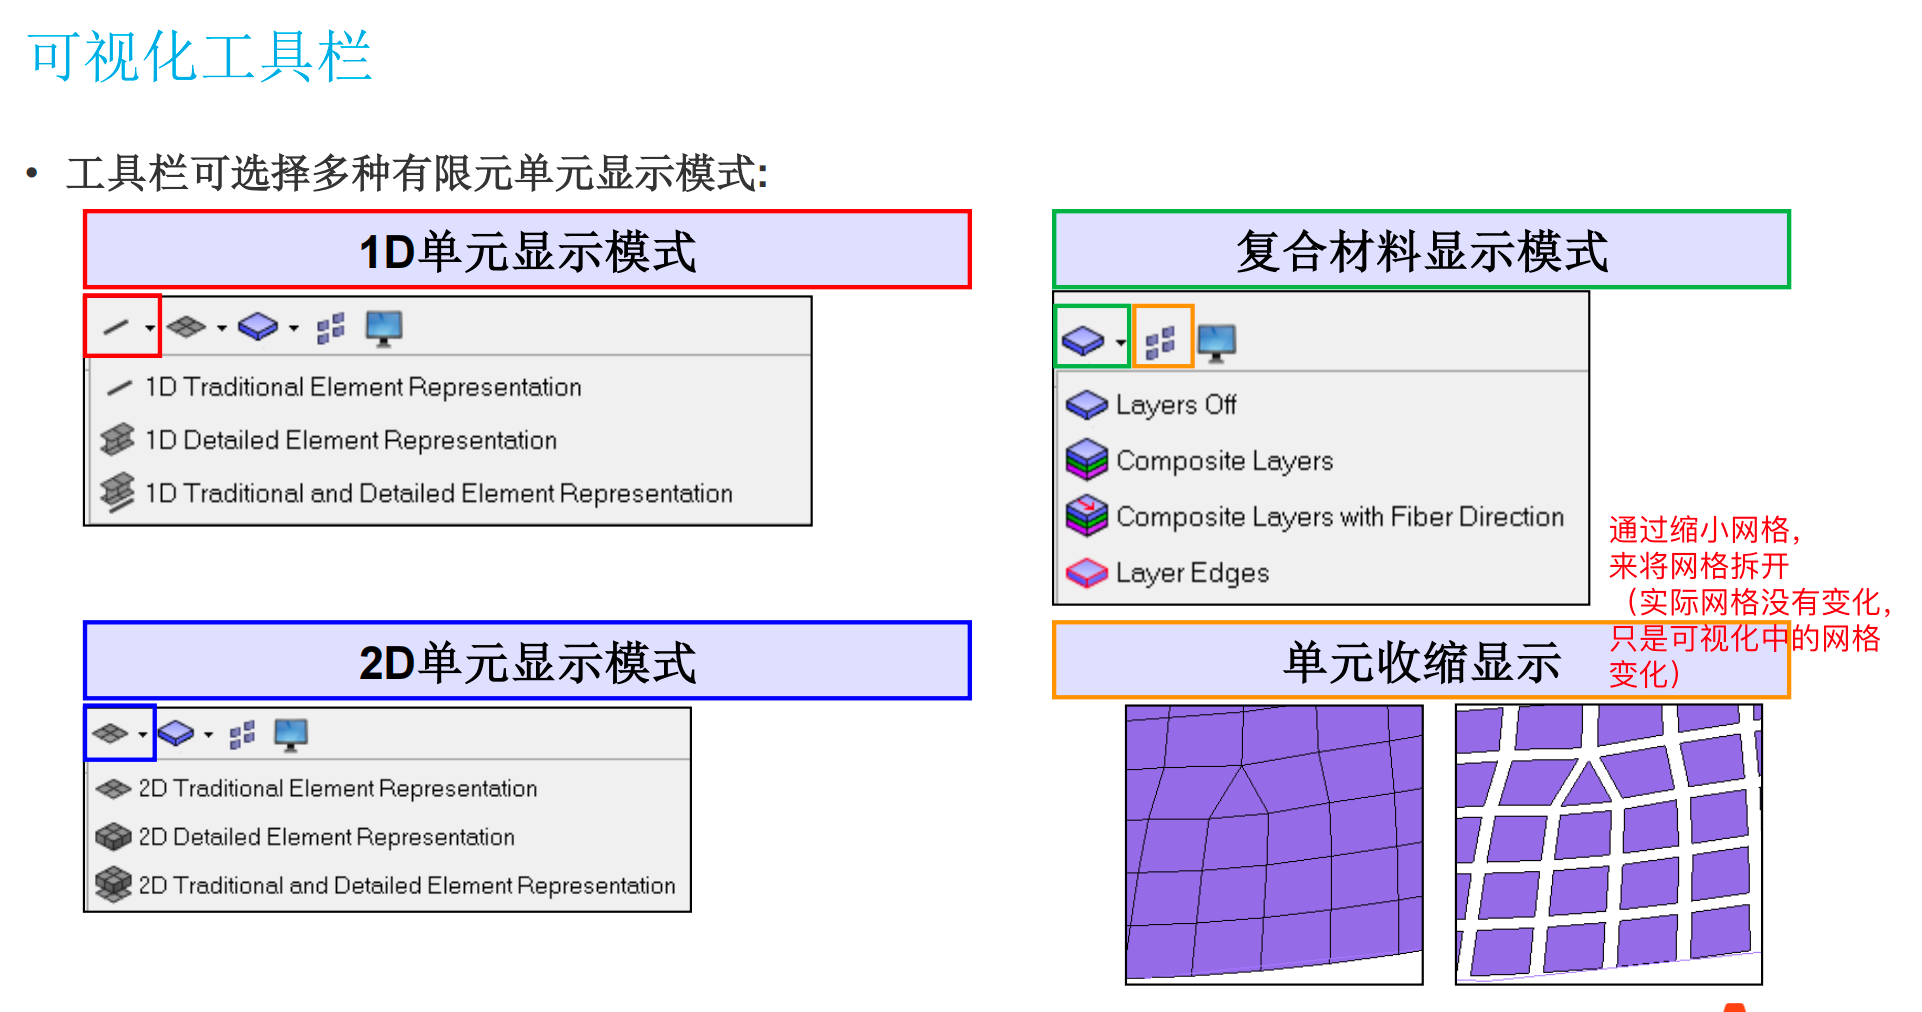 可视化工具栏
• 工具栏可选择多种有限元单元显示模式:
1D单元显示模式
1D Traditional Element Representation
1D Detailed Element Representation
1D Traditional and Detailed Element Representation
2D单元显示模式
2D Traditional Element Representation
2D Detailed Element Representation
2D Traditional and Detailed Element Representation
复合材料显示模式
Layers Off
Composite Layers
Composite Layers with Fiber Direction
Layer Edges
通过缩小网格，
来将网格拆开
（实际网格没有变化，
只是可视化中的网格
变化）
单元收缩显示